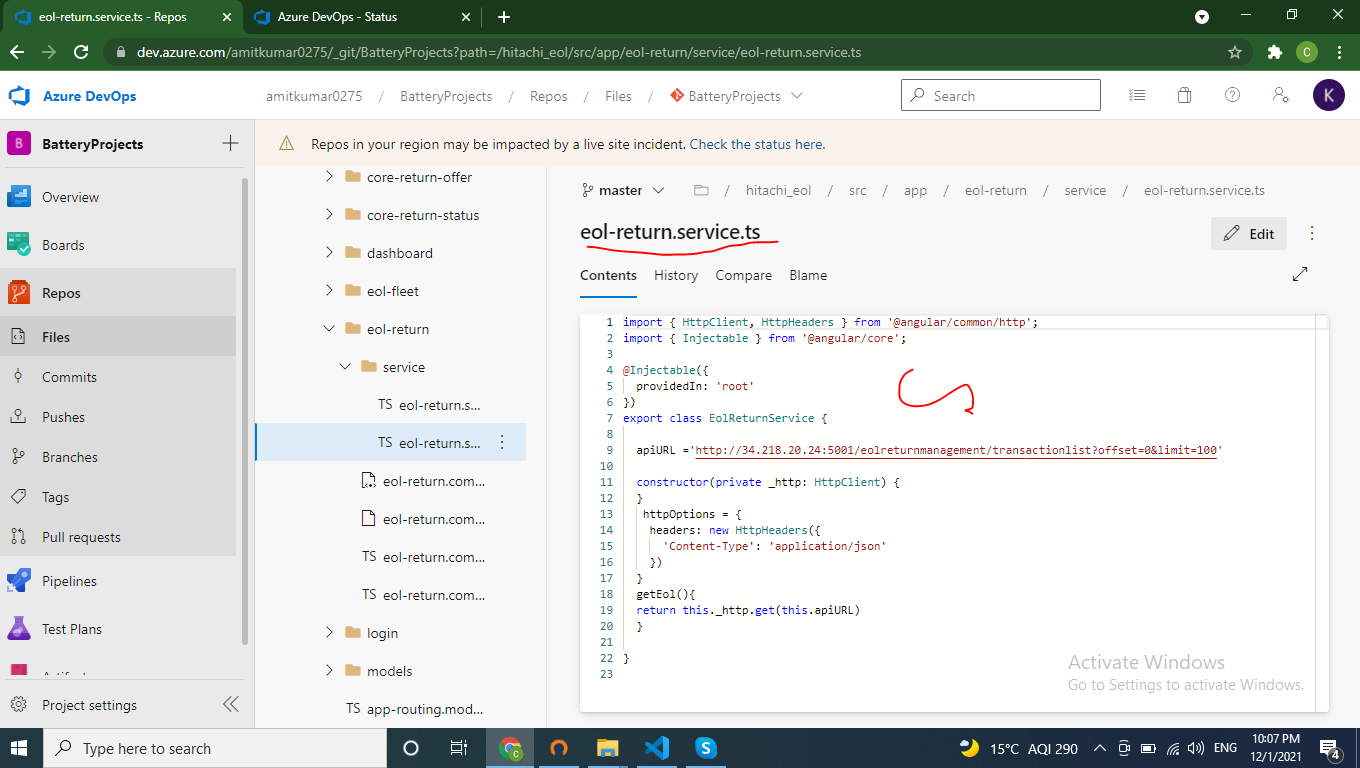 eol-return.service.ts - Repos
Azure DevOps - Status
dev.azure.com/amitkumar0275/_git/BatteryProjects?path=/hitachi_eol/src/app/eol-return/service/eol-return.service.ts
C
Azure DevOps
amitkumar0275 / BatteryProjects / Repos / Files / BatteryProjects
Search
K
B BatteryProjects
Repos in your region may be impacted by a live site incident. Check the status here.
Overview
Boards
Repos
Files
Commits
Pushes
Branches
Tags
Pull requests
Pipelines
Test Plans
Project settings
core-return-offer
core-return-status
dashboard
eol-fleet
eol-return
service
TS eol-return.s...
TS eol-return.s...
eol-return.com...
eol-return.com...
TS eol-return.com...
TS eol-return.com...
login
models
TS app-routing.mod...
master / hitachi_eol / src / app / eol-return / service / eol-return.service.ts
eol-return.service.ts
Edit
Contents History Compare Blame
1 import { HttpClient, HttpHeaders } from '@angular/common/http';
2 import { Injectable } from '@angular/core';
3
4 @Injectable({
5 providedIn: 'root'
6 })
7 export class EolReturnService {
8
9 apiURL ='http://34.218.20.24:5001/eolreturnmanagement/transactionlist?offset=0&limit=100'
10
11 constructor(private _http: HttpClient) {
12 }
13 httpOptions = {
14 headers: new HttpHeaders({
15 'Content-Type': 'application/json'
16 })
17 }
18 getEol(){
19 return this._http.get(this.apiURL)
20 }
21
22 }
23
Activate Windows
Go to Settings to activate Windows.
Type here to search
C
S
15°C AQI 290
ENG
10:07 PM
12/1/2021
4